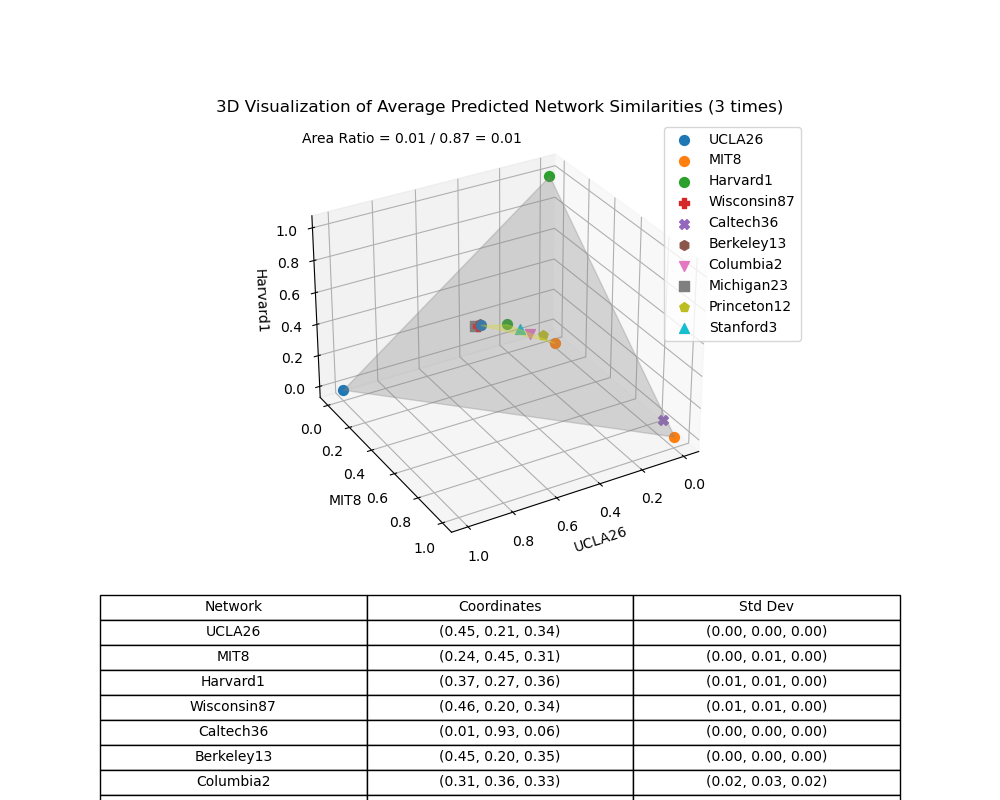 3D Visualization of Average Predicted Network Similarities (3 times)
Area Ratio = 0.01 / 0.87 = 0.01
UCLA26
MIT8
Harvard1
Wisconsin87
Caltech36
Berkeley13
Columbia2
Michigan23
Princeton12
Stanford3
1.0
0.8
0.6
0.4
0.2
0.0
Harvard1
0.0
0.2
0.4
0.6
0.8
1.0
MIT8
1.0
0.8
0.6
0.4
0.2
0.0
UCLA26
Network Coordinates Std Dev
UCLA26 (0.45, 0.21, 0.34) (0.00, 0.00, 0.00)
MIT8 (0.24, 0.45, 0.31) (0.00, 0.01, 0.00)
Harvard1 (0.37, 0.27, 0.36) (0.01, 0.01, 0.00)
Wisconsin87 (0.46, 0.20, 0.34) (0.01, 0.01, 0.00)
Caltech36 (0.01, 0.93, 0.06) (0.00, 0.00, 0.00)
Berkeley13 (0.45, 0.20, 0.35) (0.00, 0.00, 0.00)
Columbia2 (0.31, 0.36, 0.33) (0.02, 0.03, 0.02)